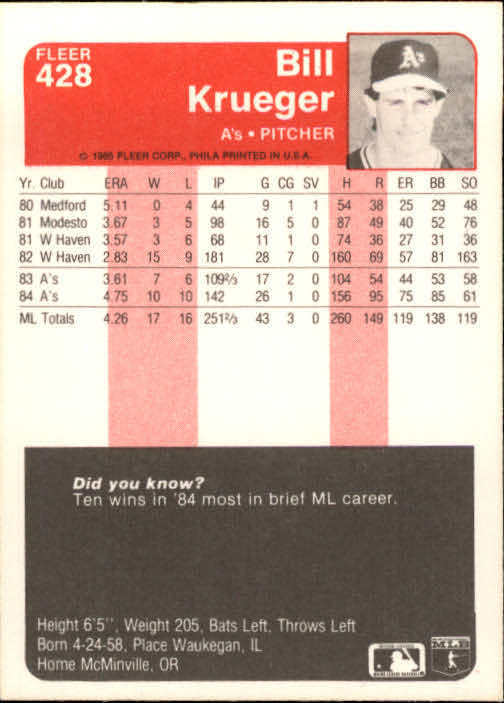 FLEER
428
Bill
Krueger
A's • PITCHER
© 1985 FLEER CORP., PHILA PRINTED IN U.S.A.
Yr. Club ERA W L IP G CG SV H R ER BB SO
80 Medford 5.11 0 4 44 9 1 1 54 38 25 29 48
81 Modesto 3.67 3 5 98 16 5 0 87 49 40 52 76
81 W Haven 3.57 3 6 68 11 1 0 74 36 27 31 36
82 W Haven 2.83 15 9 181 28 7 0 160 69 57 81 163
83 A's 3.61 7 6 109 2/3 17 2 0 104 54 44 53 58
84 A's 4.75 10 10 142 26 1 0 156 95 75 85 61
ML Totals 4.26 17 16 251 2/3 43 3 0 260 149 119 138 119
Did you know?
Ten wins in '84 most in brief ML career.
Height 6'5'', Weight 205, Bats Left, Throws Left
Born 4-24-58, Place Waukegan, IL
Home McMinville, OR